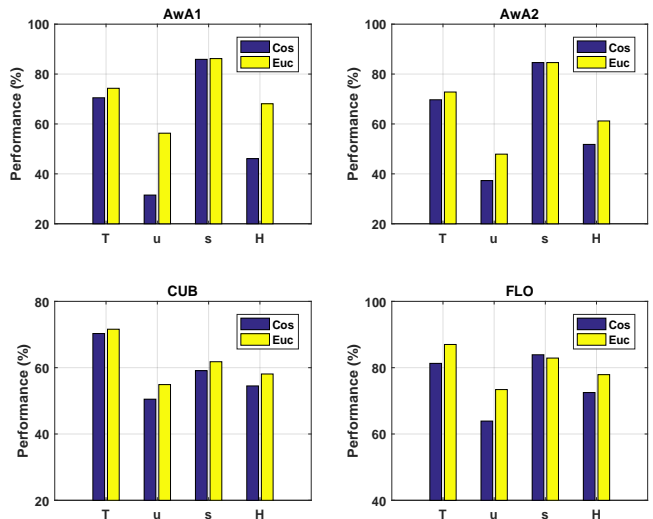 AwA1
Performance (%)
100
80
60
40
20
T u s H
Cos
Euc
AwA2
Performance (%)
100
80
60
40
20
T u s H
Cos
Euc
CUB
Performance (%)
80
60
40
20
T u s H
Cos
Euc
FLO
Performance (%)
100
80
60
40
T u s H
Cos
Euc